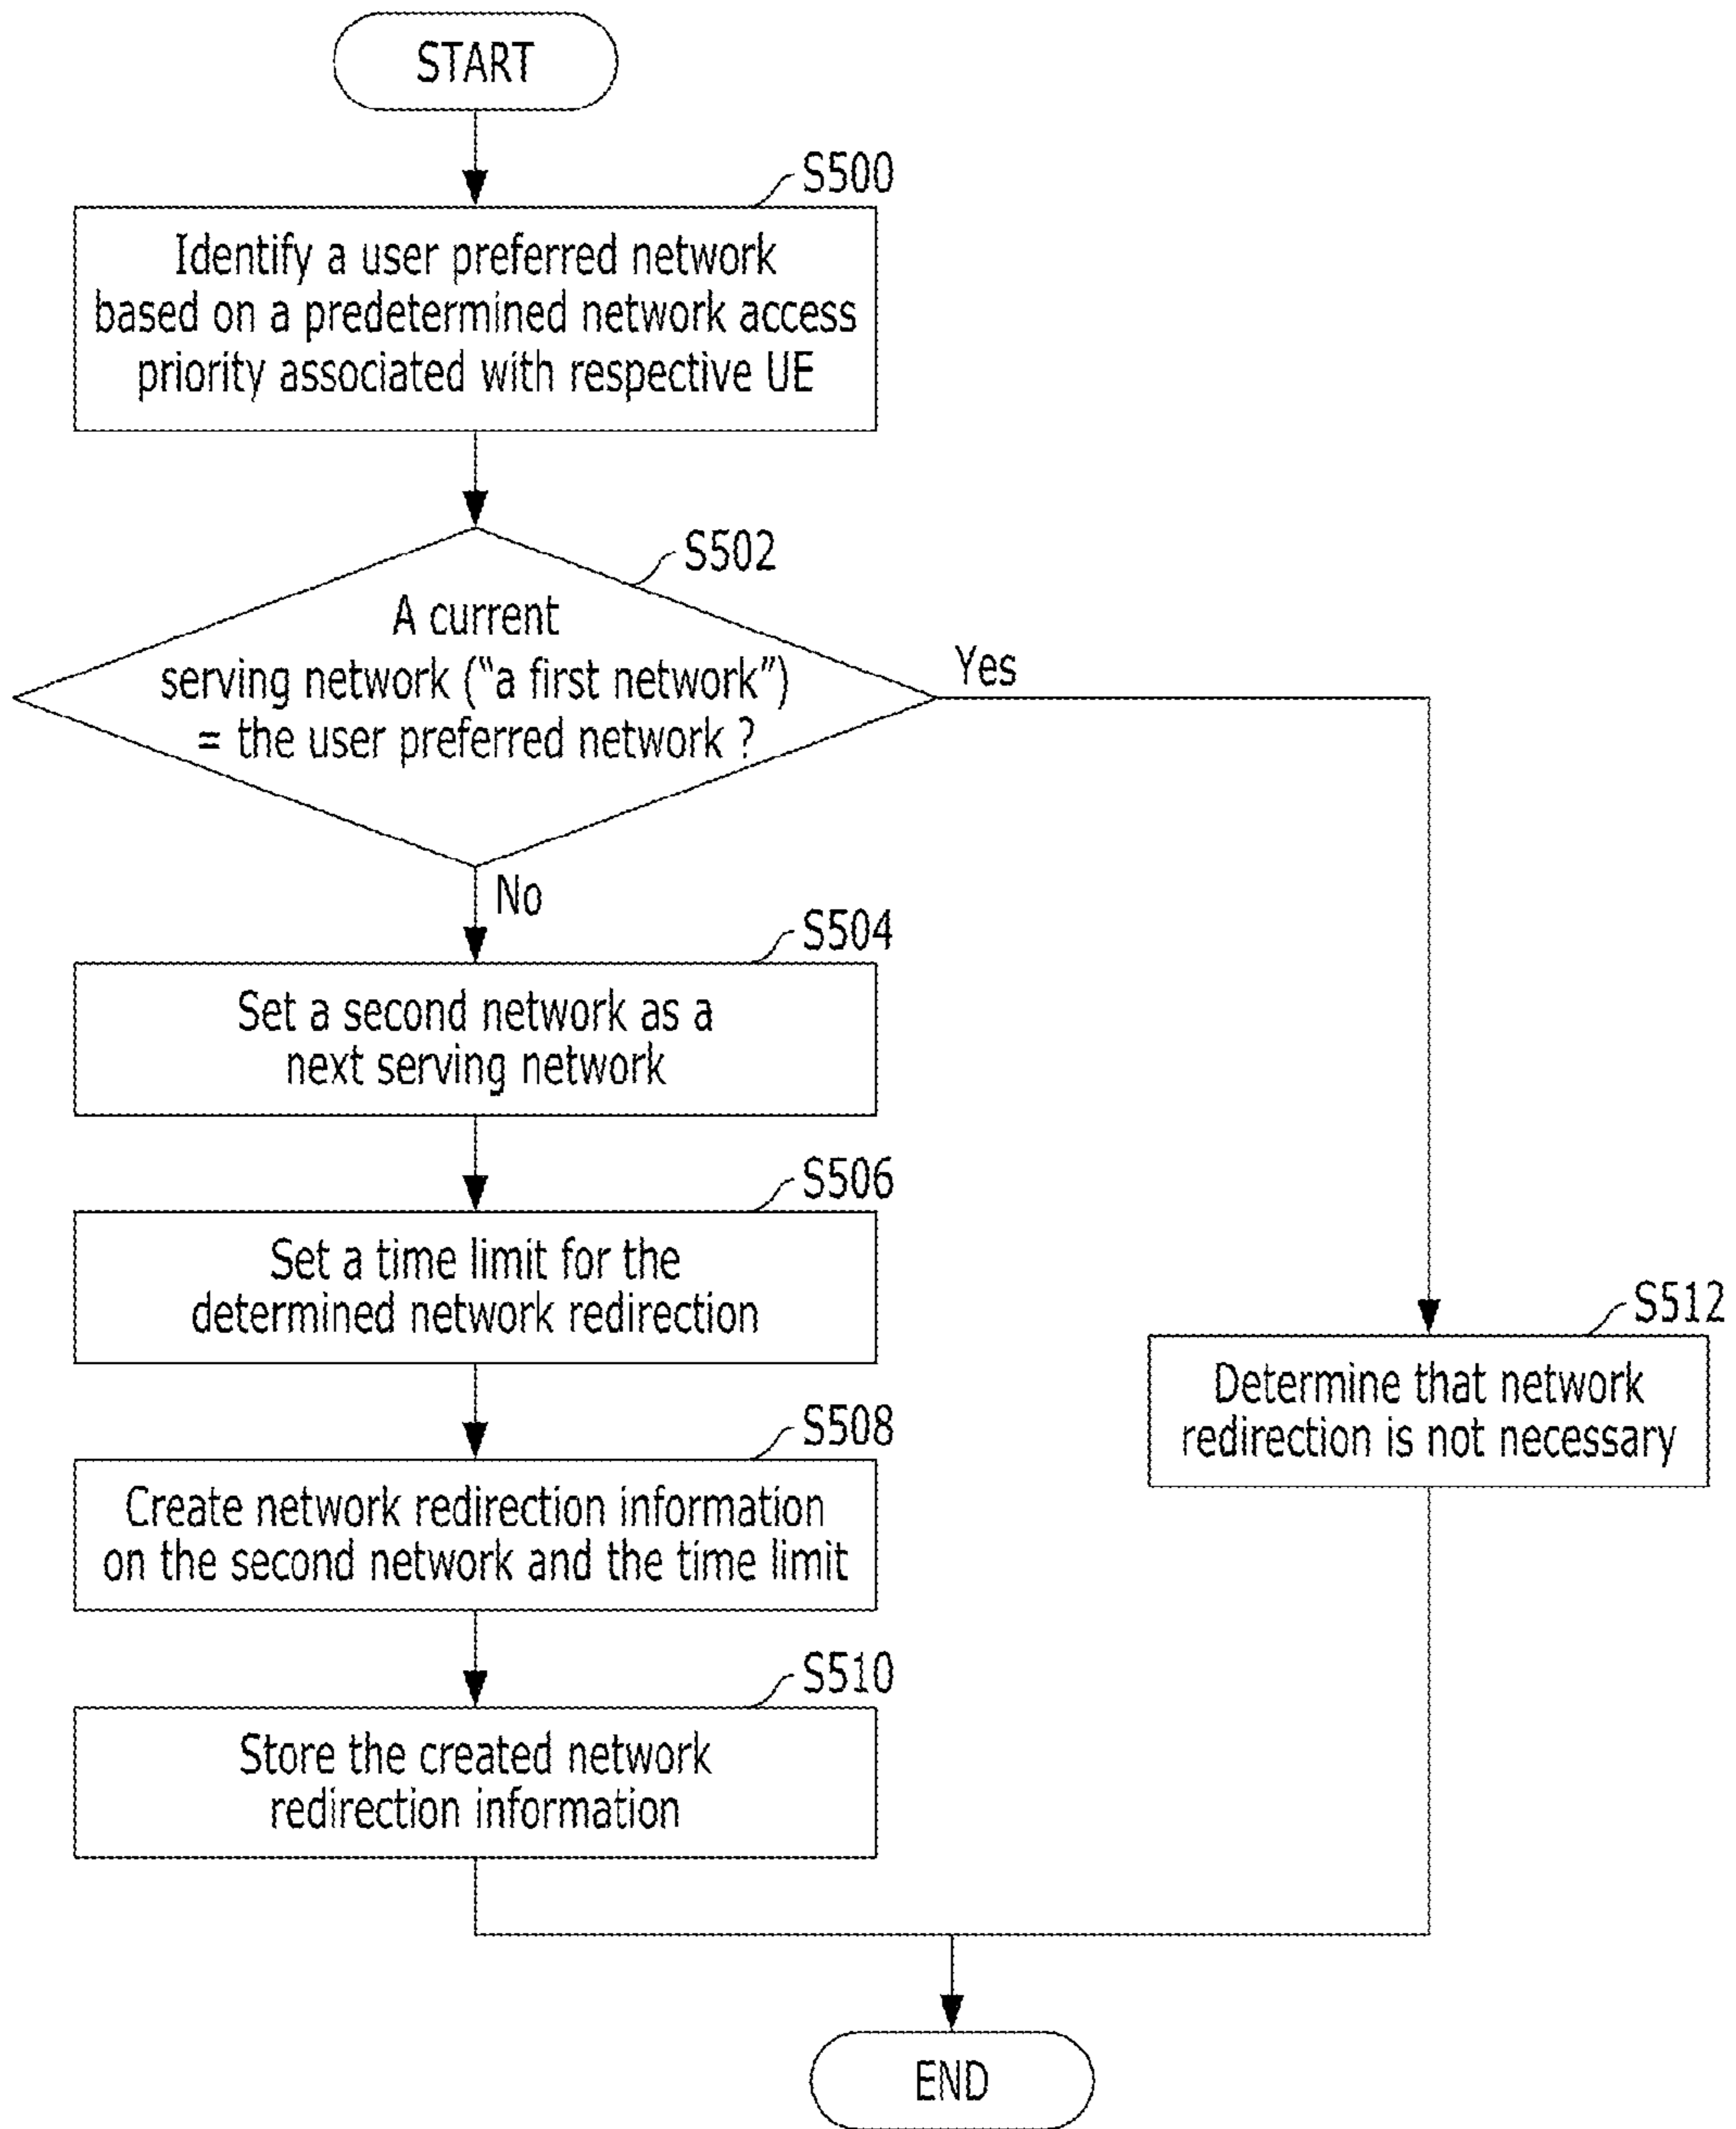 START
S500
Identify a user preferred network
based on a predetermined network access
priority associated with respective UE
S502
A current
serving network (“a first network”)
= the user preferred network ?
Yes
No
S504
Set a second network as a
next serving network
S506
Set a time limit for the
determined network redirection
S512
Determine that network
redirection is not necessary
S508
Create network redirection information
on the second network and the time limit
S510
Store the created network
redirection information
END